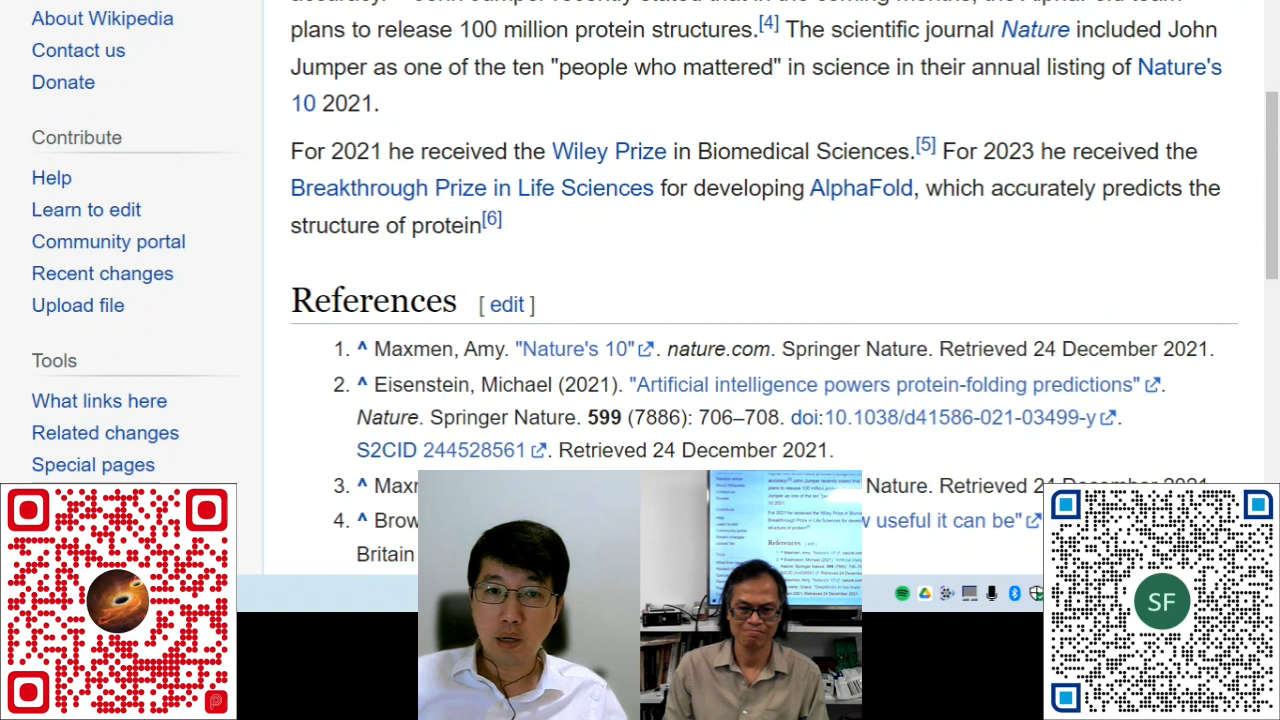 About Wikipedia
Contact us
Donate
Contribute
Help
Learn to edit
Community portal
Recent changes
Upload file
Tools
What links here
Related changes
Special pages
plans to release 100 million protein structures.[4] The scientific journal Nature included John
Jumper as one of the ten "people who mattered" in science in their annual listing of Nature's
10 2021.
For 2021 he received the Wiley Prize in Biomedical Sciences.[5] For 2023 he received the
Breakthrough Prize in Life Sciences for developing AlphaFold, which accurately predicts the
structure of protein[6]
References [ edit ]
1. ^ Maxmen, Amy. "Nature's 10". nature.com. Springer Nature. Retrieved 24 December 2021.
2. ^ Eisenstein, Michael (2021). "Artificial intelligence powers protein-folding predictions".
Nature. Springer Nature. 599 (7886): 706–708. doi:10.1038/d41586-021-03499-y.
S2CID 244528561. Retrieved 24 December 2021.
3. ^ Nature. Retrieved 24 December 2021.
4. ^ useful it can be"
Britain
SF